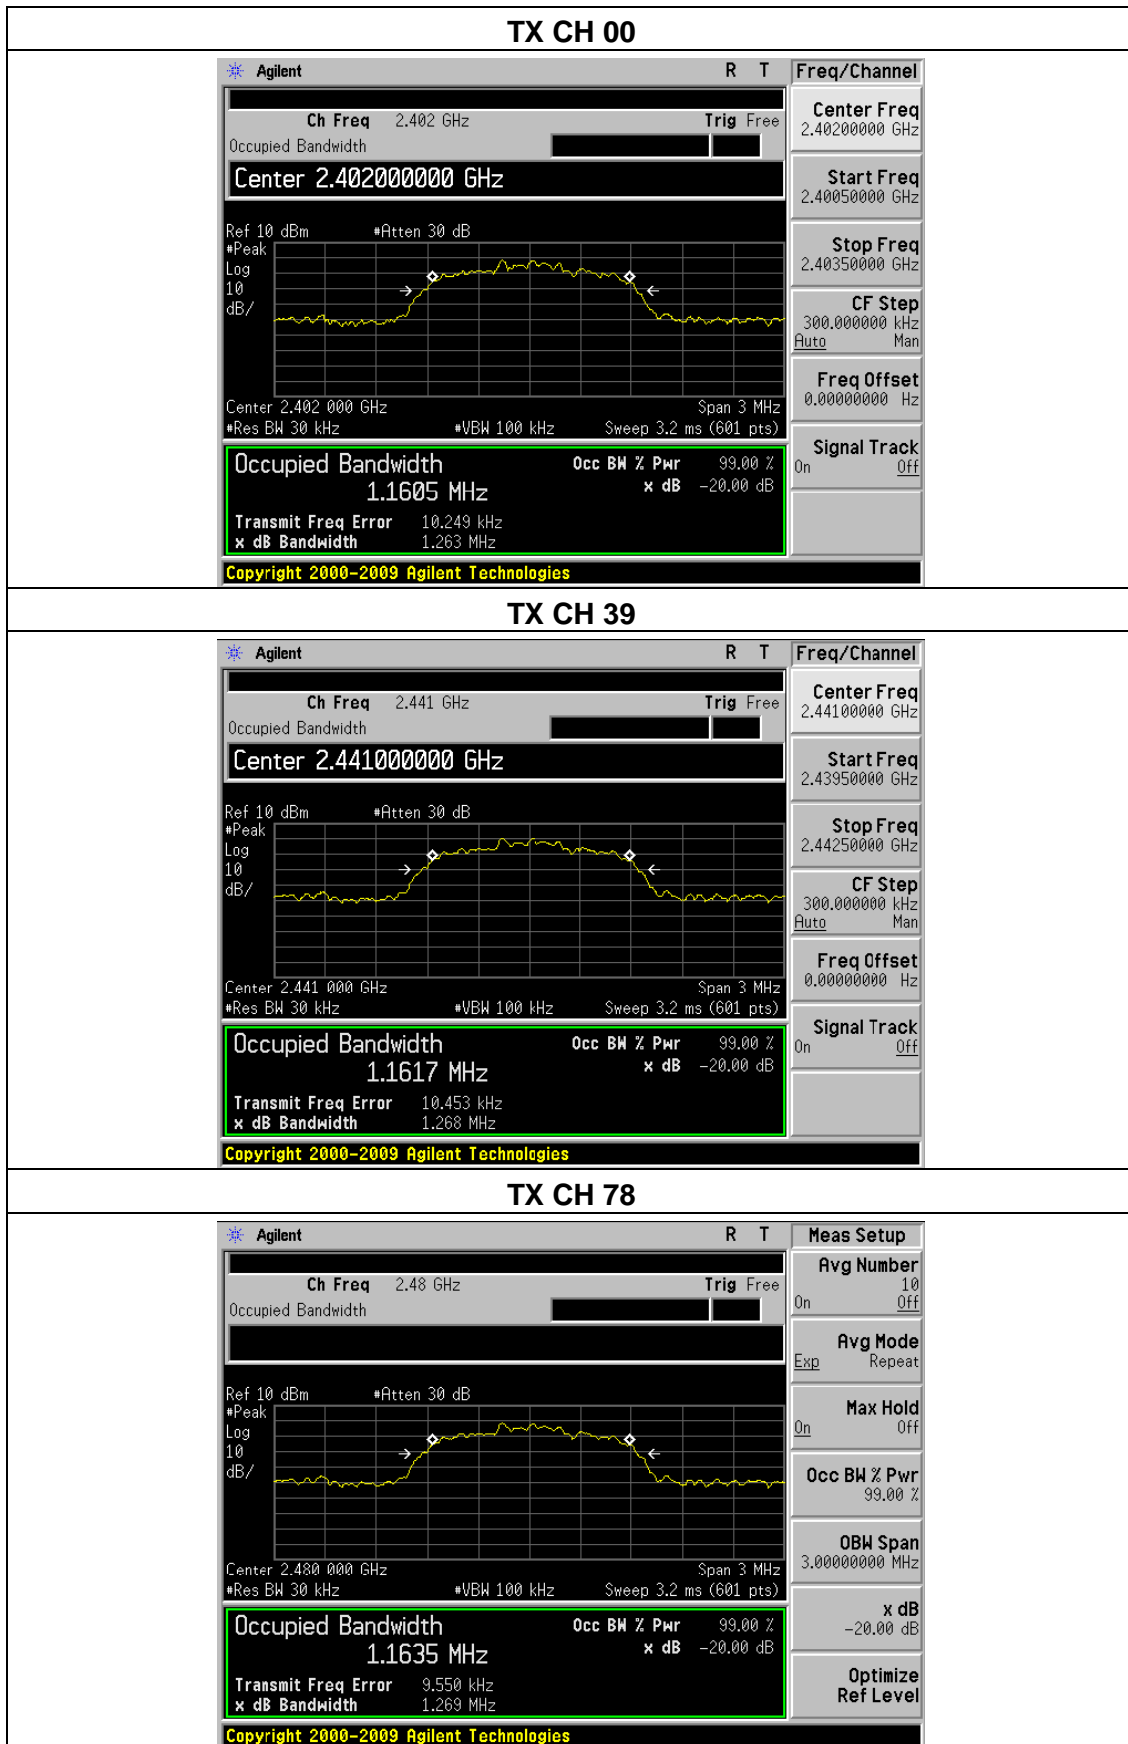 TX CH 00
Agilent R T Freq/Channel
Ch Freq 2.402 GHz Trig Free
Occupied Bandwidth
Center 2.402000000 GHz
Ref 10 dBm #Atten 30 dB
#Peak
Log
10
dB/
Center 2.402 000 GHz Span 3 MHz
#Res BW 30 kHz #VBW 100 kHz Sweep 3.2 ms (601 pts)
Occupied Bandwidth Occ BW % Pwr 99.00 %
1.1605 MHz x dB -20.00 dB
Transmit Freq Error 10.249 kHz
x dB Bandwidth 1.263 MHz
Copyright 2000-2009 Agilent Technologies
Center Freq
2.40200000 GHz
Start Freq
2.40050000 GHz
Stop Freq
2.40350000 GHz
CF Step
300.000000 kHz
Auto Man
Freq Offset
0.00000000 Hz
Signal Track
On Off
TX CH 39
Agilent R T Freq/Channel
Ch Freq 2.441 GHz Trig Free
Occupied Bandwidth
Center 2.441000000 GHz
Ref 10 dBm #Atten 30 dB
#Peak
Log
10
dB/
Center 2.441 000 GHz Span 3 MHz
#Res BW 30 kHz #VBW 100 kHz Sweep 3.2 ms (601 pts)
Occupied Bandwidth Occ BW % Pwr 99.00 %
1.1617 MHz x dB -20.00 dB
Transmit Freq Error 10.453 kHz
x dB Bandwidth 1.268 MHz
Copyright 2000-2009 Agilent Technologies
Center Freq
2.44100000 GHz
Start Freq
2.43950000 GHz
Stop Freq
2.44250000 GHz
CF Step
300.000000 kHz
Auto Man
Freq Offset
0.00000000 Hz
Signal Track
On Off
TX CH 78
Agilent R T Meas Setup
Ch Freq 2.48 GHz Trig Free
Occupied Bandwidth
Ref 10 dBm #Atten 30 dB
#Peak
Log
10
dB/
Center 2.480 000 GHz Span 3 MHz
#Res BW 30 kHz #VBW 100 kHz Sweep 3.2 ms (601 pts)
Occupied Bandwidth Occ BW % Pwr 99.00 %
1.1635 MHz x dB -20.00 dB
Transmit Freq Error 9.550 kHz
x dB Bandwidth 1.269 MHz
Copyright 2000-2009 Agilent Technologies
Avg Number
10
On Off
Avg Mode
Exp Repeat
Max Hold
On Off
Occ BW % Pwr
99.00 %
OBW Span
3.00000000 MHz
x dB
-20.00 dB
Optimize
Ref Level